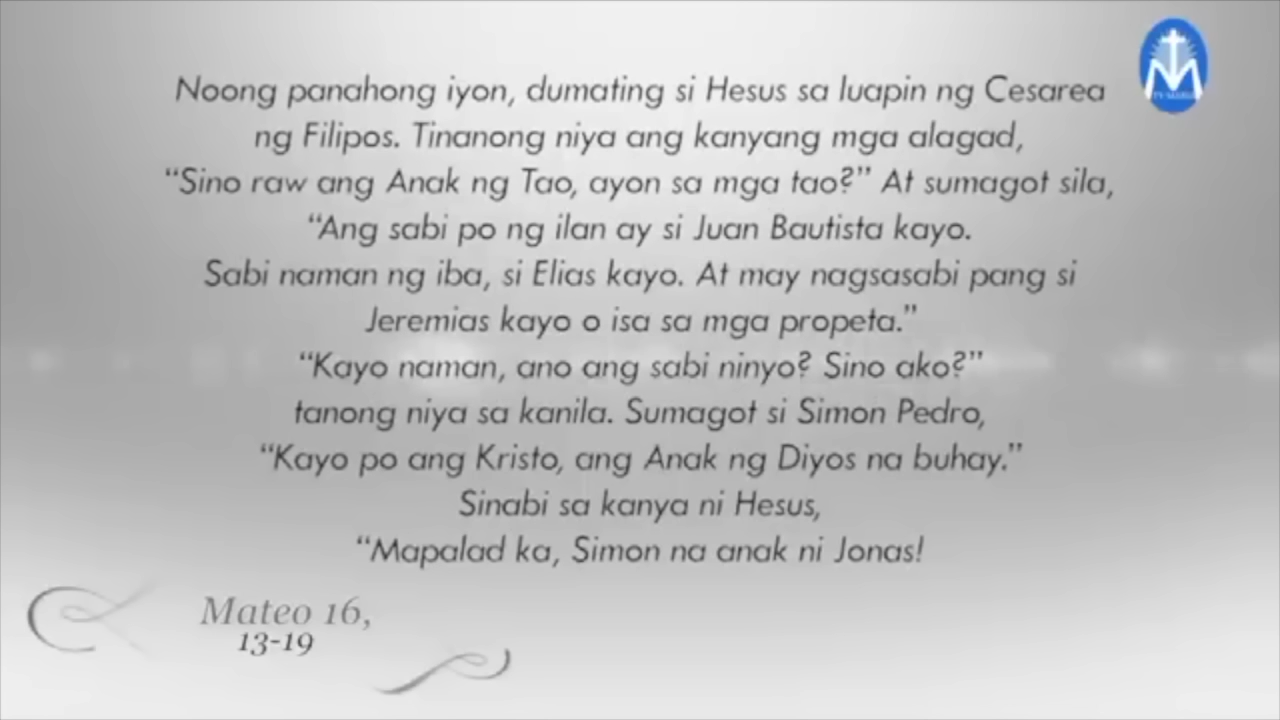 Noong panahong iyon, dumating si Hesus sa luapin ng Cesarea
ng Filipos. Tinanong niya ang kanyang mga alagad,
“Sino raw ang Anak ng Tao, ayon sa mga tao?” At sumagot sila,
“Ang sabi po ng ilan ay si Juan Bautista kayo.
Sabi naman ng iba, si Elias kayo. At may nagsasabi pang si
Jeremias kayo o isa sa mga propeta.”
“Kayo naman, ano ang sabi ninyo? Sino ako?”
tanong niya sa kanila. Sumagot si Simon Pedro,
“Kayo po ang Kristo, ang Anak ng Diyos na buhay.”
Sinabi sa kanya ni Hesus,
“Mapalad ka, Simon na anak ni Jonas!
Mateo 16,
13-19
TV MARIA